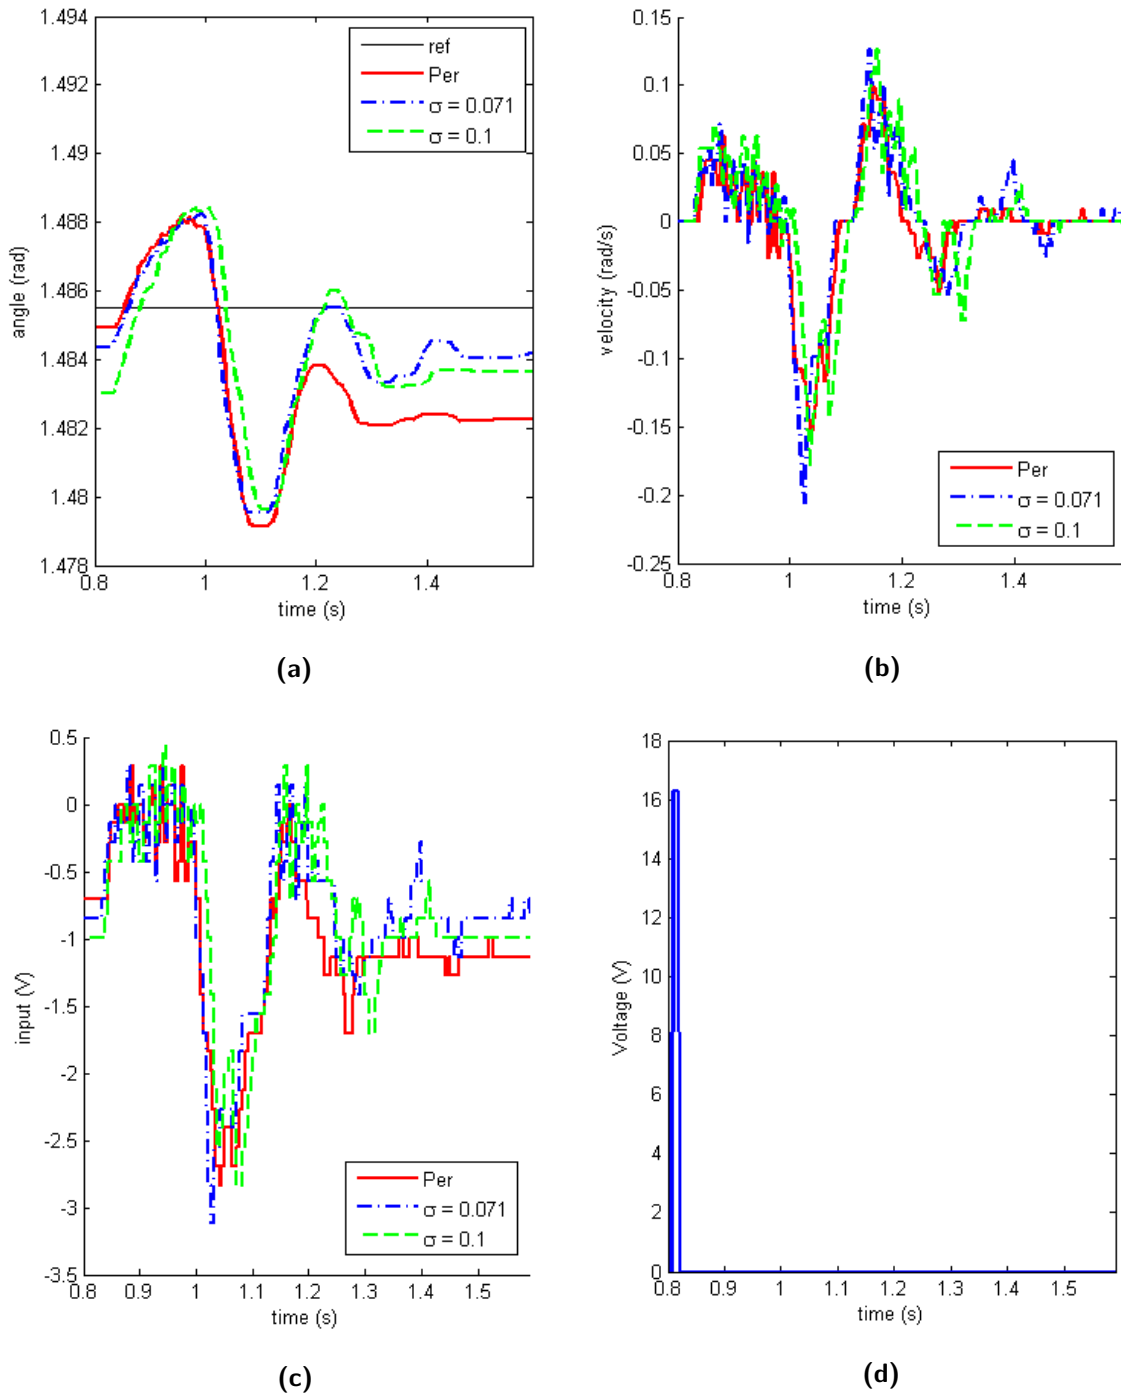 1.494
1.492
1.49
1.488
1.486
1.484
1.482
1.48
1.478
angle (rad)
0.8
1
1.2
1.4
time (s)
ref
Per
σ = 0.071
σ = 0.1
(a)
0.15
0.1
0.05
0
-0.05
-0.1
-0.15
-0.2
-0.25
velocity (rad/s)
0.8
1
1.2
1.4
time (s)
Per
σ = 0.071
σ = 0.1
(b)
0.5
0
-0.5
-1
-1.5
-2
-2.5
-3
-3.5
input (V)
0.8
0.9
1
1.1
1.2
1.3
1.4
1.5
time (s)
Per
σ = 0.071
σ = 0.1
(c)
18
16
14
12
10
8
6
4
2
0
Voltage (V)
0.8
0.9
1
1.1
1.2
1.3
1.4
1.5
time (s)
(d)